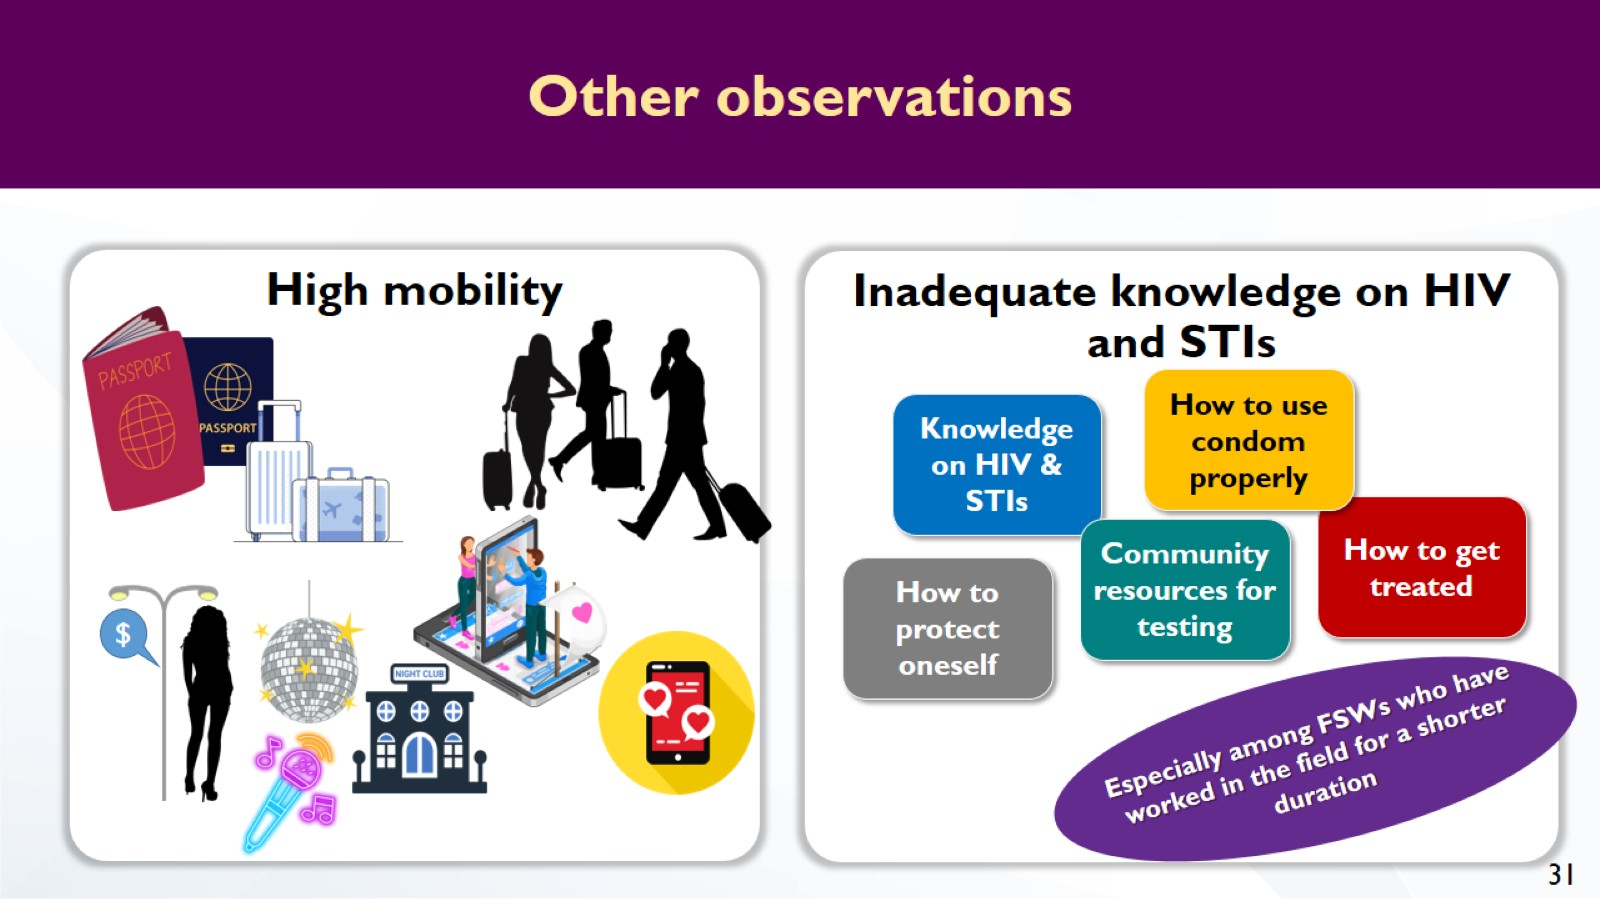 Other observations
High mobility
PASSPORT
PASSPORT
$
NIGHT CLUB
Inadequate knowledge on HIV
and STIs
Knowledge
on HIV &
STIs
How to use
condom
properly
How to
protect
oneself
Community
resources for
testing
How to get
treated
Especially among FSWs who have
worked in the field for a shorter
duration
31